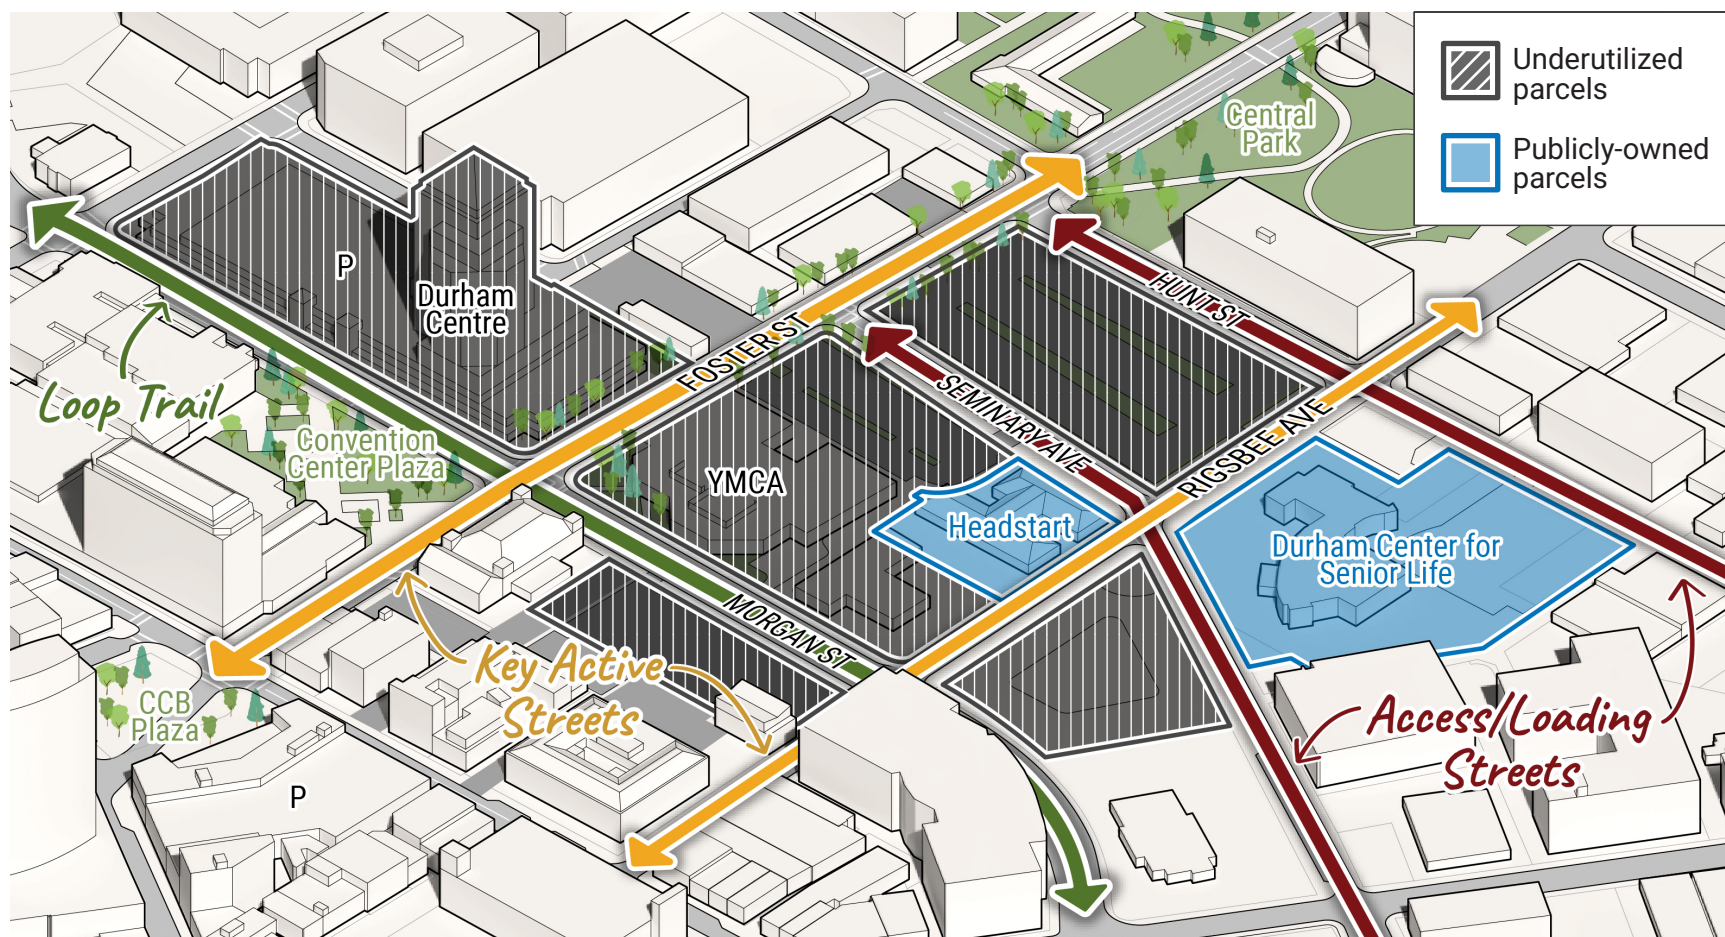 Underutilized
parcels
Publicly-owned
parcels
Central
Park
P
Durham
Centre
HUNT ST
FOSTER ST
Loop Trail
SEMINARY AVE
RIGSBEE AVE
Convention
Center Plaza
YMCA
Headstart
Durham Center for
Senior Life
MORGAN ST
Key Active
Streets
CCB
Plaza
Access/Loading
Streets
P